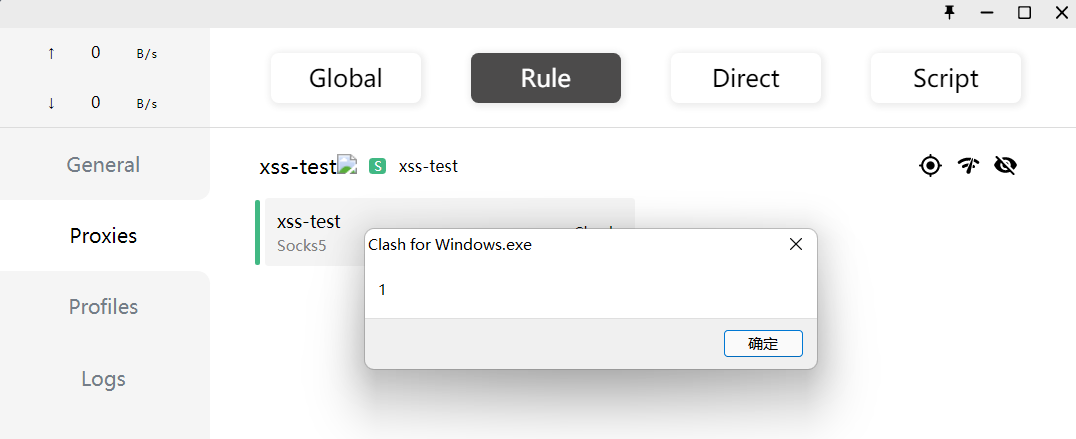 ↑ 0 B/s
↓ 0 B/s
Global Rule Direct Script
General
Proxies
Profiles
Logs
xss-test S xss-test
xss-test
Socks5
Clash for Windows.exe
1
确定